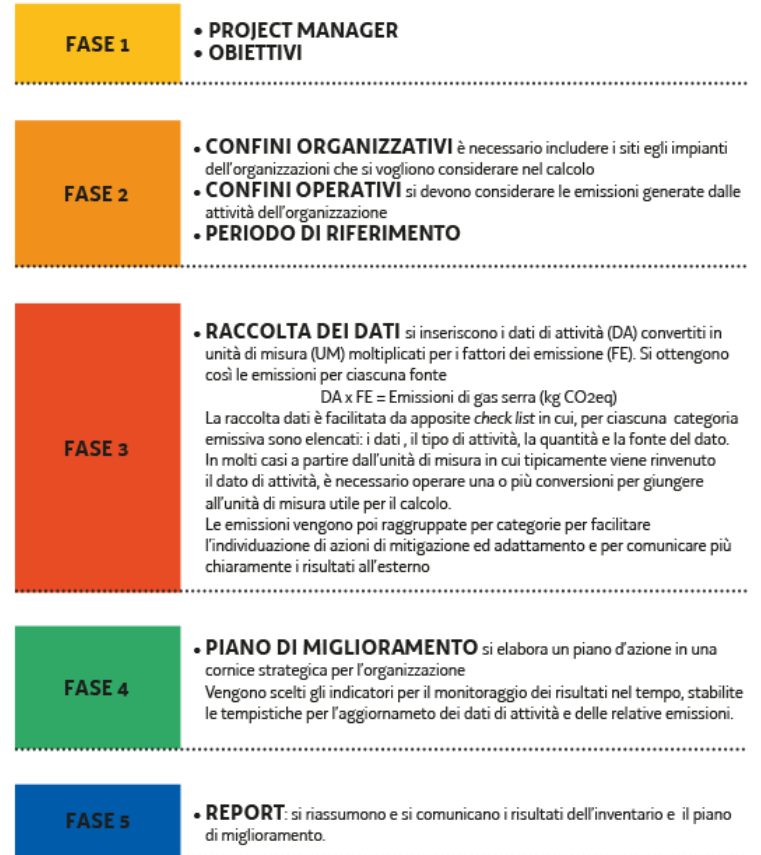 FASE 1
• PROJECT MANAGER
• OBIETTIVI
FASE 2
• CONFINI ORGANIZZATIVI è necessario includere i siti egli impianti
dell'organizzazioni che si vogliono considerare nel calcolo
• CONFINI OPERATIVI si devono considerare le emissioni generate dalle
attività dell'organizzazione
• PERIODO DI RIFERIMENTO
FASE 3
• RACCOLTA DEI DATI si inseriscono i dati di attività (DA) convertiti in
unità di misura (UM) moltiplicati per i fattori dei emissione (FE). Si ottengono
così le emissioni per ciascuna fonte
DA x FE = Emissioni di gas serra (kg CO2eq)
La raccolta dati è facilitata da apposite check list in cui, per ciascuna categoria
emissiva sono elencati: i dati , il tipo di attività, la quantità e la fonte del dato.
In molti casi a partire dall'unità di misura in cui tipicamente viene rinvenuto
il dato di attività, è necessario operare una o più conversioni per giungere
all'unità di misura utile per il calcolo.
Le emissioni vengono poi raggruppate per categorie per facilitare
l'individuazione di azioni di mitigazione ed adattamento e per comunicare più
chiaramente i risultati all'esterno
FASE 4
• PIANO DI MIGLIORAMENTO si elabora un piano d'azione in una
cornice strategica per l'organizzazione
Vengono scelti gli indicatori per il monitoraggio dei risultati nel tempo, stabilite
le tempistiche per l'aggiornameto dei dati di attività e delle relative emissioni.
FASE 5
• REPORT: si riassumono e si comunicano i risultati dell'inventario e il piano
di miglioramento.